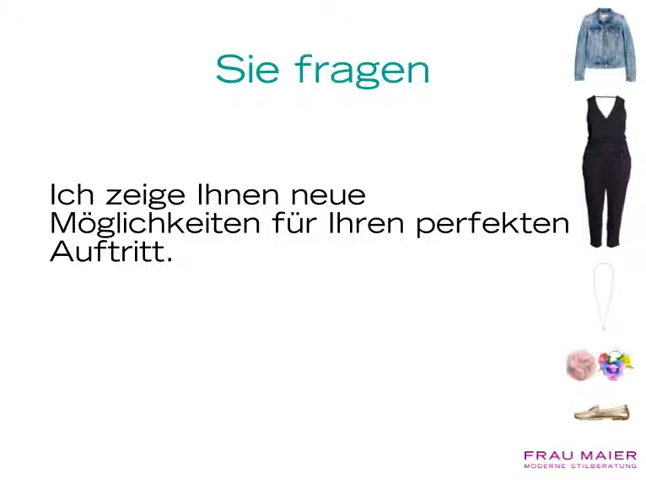 Sie fragen
Ich zeige Ihnen neue
Möglichkeiten für Ihren perfekten
Auftritt.
FRAU MAIER
MODERNE STILBERATUNG